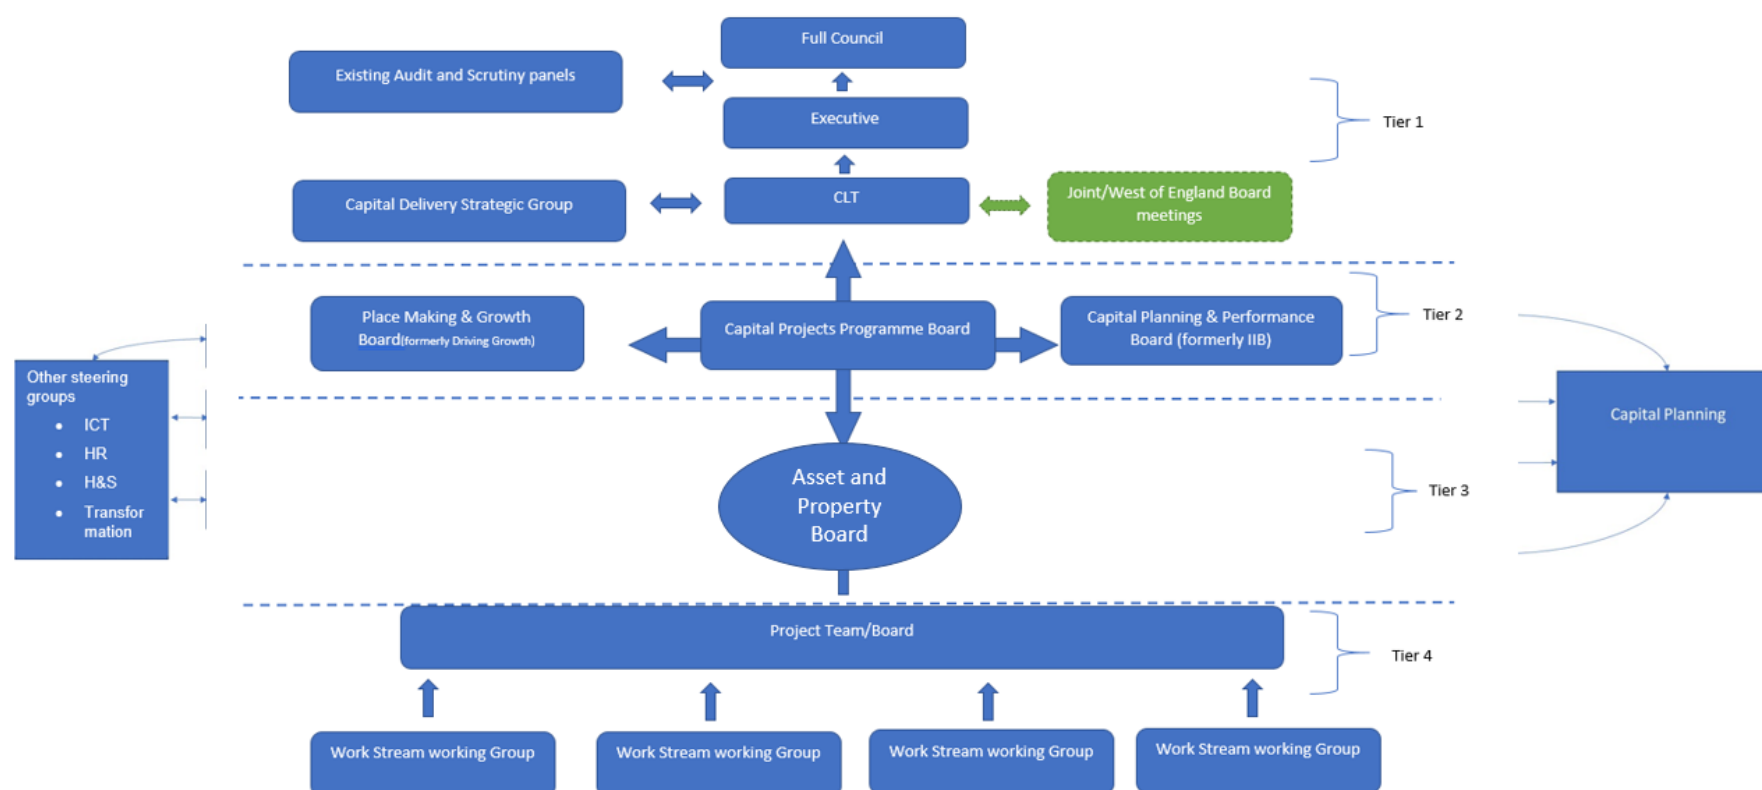 Full Council
Existing Audit and Scrutiny panels
Executive
Tier 1
Capital Delivery Strategic Group
CLT
Joint/West of England Board
meetings
Place Making & Growth
Board(formerly Driving Growth)
Capital Projects Programme Board
Capital Planning & Performance
Board (formerly IIB)
Tier 2
Other steering
groups
• ICT
• HR
• H&S
• Transfor
mation
Capital Planning
Asset and
Property
Board
Tier 3
Project Team/Board
Tier 4
Work Stream working Group
Work Stream working Group
Work Stream working Group
Work Stream working Group